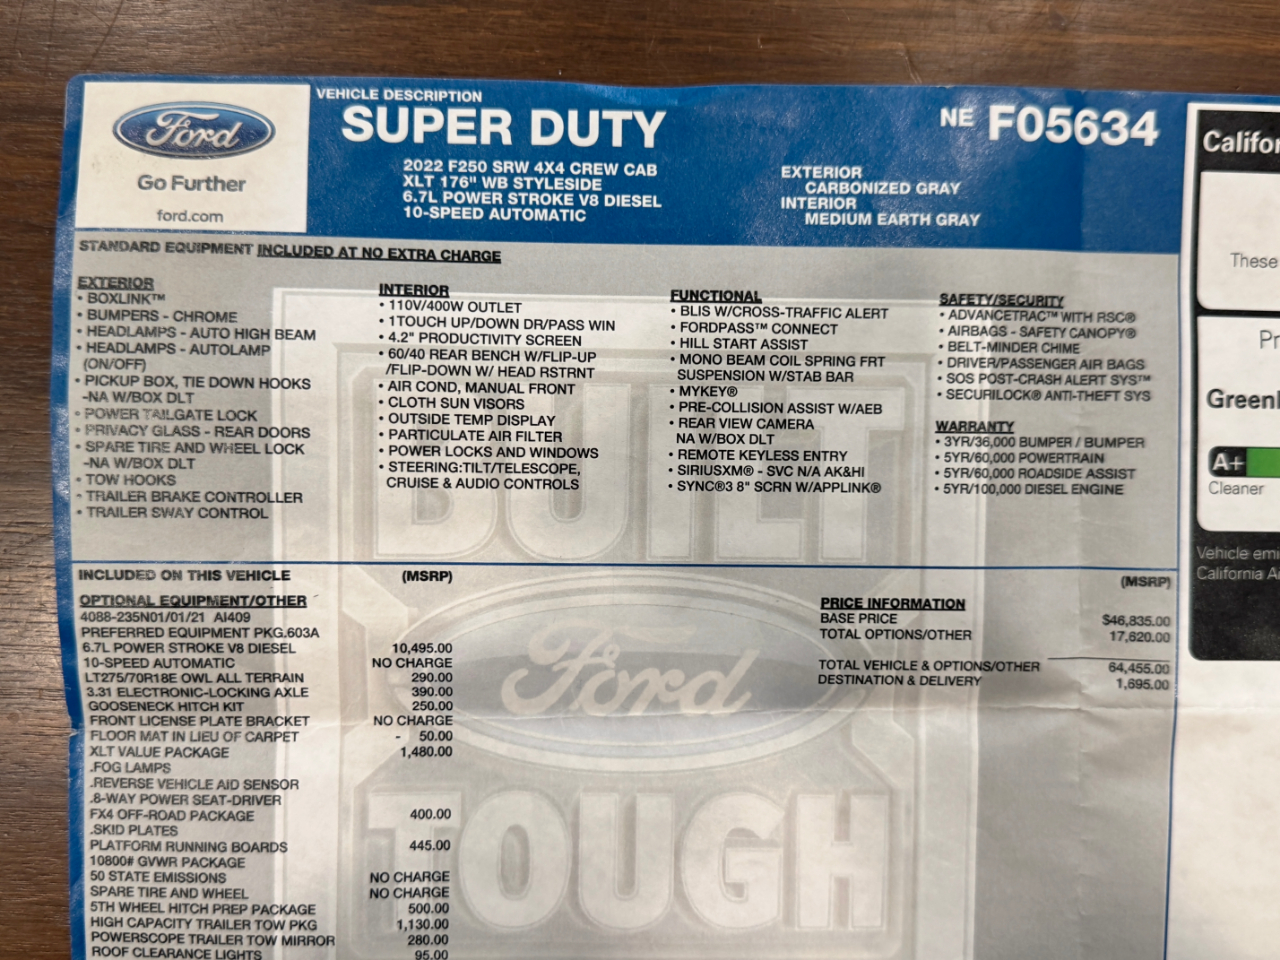 Ford
Go Further
ford.com
VEHICLE DESCRIPTION
SUPER DUTY
2022 F250 SRW 4X4 CREW CAB
XLT 176" WB STYLESIDE
6.7L POWER STROKE V8 DIESEL
10-SPEED AUTOMATIC
NE F05634
EXTERIOR
CARBONIZED GRAY
INTERIOR
MEDIUM EARTH GRAY
STANDARD EQUIPMENT INCLUDED AT NO EXTRA CHARGE
EXTERIOR
• BOXLINK™
• BUMPERS - CHROME
• HEADLAMPS - AUTO HIGH BEAM
• HEADLAMPS - AUTOLAMP
(ON/OFF)
• PICKUP BOX, TIE DOWN HOOKS
-NA W/BOX DLT
• POWER TAILGATE LOCK
• PRIVACY GLASS - REAR DOORS
• SPARE TIRE AND WHEEL LOCK
-NA W/BOX DLT
• TOW HOOKS
• TRAILER BRAKE CONTROLLER
• TRAILER SWAY CONTROL
INTERIOR
• 110V/400W OUTLET
• 1TOUCH UP/DOWN DR/PASS WIN
• 4.2" PRODUCTIVITY SCREEN
• 60/40 REAR BENCH W/FLIP-UP
/FLIP-DOWN W/ HEAD RSTRNT
• AIR COND, MANUAL FRONT
• CLOTH SUN VISORS
• OUTSIDE TEMP DISPLAY
• PARTICULATE AIR FILTER
• POWER LOCKS AND WINDOWS
• STEERING:TILT/TELESCOPE,
CRUISE & AUDIO CONTROLS
FUNCTIONAL
• BLIS W/CROSS-TRAFFIC ALERT
• FORDPASS™ CONNECT
• HILL START ASSIST
• MONO BEAM COIL SPRING FRT
SUSPENSION W/STAB BAR
• MYKEY®
• PRE-COLLISION ASSIST W/AEB
• REAR VIEW CAMERA
NA W/BOX DLT
• REMOTE KEYLESS ENTRY
• SIRIUSXM® - SVC N/A AK&HI
• SYNC®3 8" SCRN W/APPLINK®
SAFETY/SECURITY
• ADVANCETRAC™ WITH RSC®
• AIRBAGS - SAFETY CANOPY®
• BELT-MINDER CHIME
• DRIVER/PASSENGER AIR BAGS
• SOS POST-CRASH ALERT SYS™
• SECURILOCK® ANTI-THEFT SYS
WARRANTY
• 3YR/36,000 BUMPER / BUMPER
• 5YR/60,000 POWERTRAIN
• 5YR/60,000 ROADSIDE ASSIST
• 5YR/100,000 DIESEL ENGINE
BUILT
Ford
TOUGH
INCLUDED ON THIS VEHICLE (MSRP)
OPTIONAL EQUIPMENT/OTHER
4088-235N01/01/21 AI409
PREFERRED EQUIPMENT PKG.603A
6.7L POWER STROKE V8 DIESEL 10,495.00
10-SPEED AUTOMATIC NO CHARGE
LT275/70R18E OWL ALL TERRAIN 290.00
3.31 ELECTRONIC-LOCKING AXLE 390.00
GOOSENECK HITCH KIT 250.00
FRONT LICENSE PLATE BRACKET NO CHARGE
FLOOR MAT IN LIEU OF CARPET - 50.00
XLT VALUE PACKAGE 1,480.00
.FOG LAMPS
.REVERSE VEHICLE AID SENSOR
.8-WAY POWER SEAT-DRIVER
FX4 OFF-ROAD PACKAGE 400.00
.SKID PLATES
PLATFORM RUNNING BOARDS 445.00
10800# GVWR PACKAGE
50 STATE EMISSIONS NO CHARGE
SPARE TIRE AND WHEEL NO CHARGE
5TH WHEEL HITCH PREP PACKAGE 500.00
HIGH CAPACITY TRAILER TOW PKG 1,130.00
POWERSCOPE TRAILER TOW MIRROR 280.00
ROOF CLEARANCE LIGHTS 95.00
(MSRP)
PRICE INFORMATION
BASE PRICE $46,835.00
TOTAL OPTIONS/OTHER 17,620.00
TOTAL VEHICLE & OPTIONS/OTHER 64,455.00
DESTINATION & DELIVERY 1,695.00
Califor
These
Pr
Green
A+
Cleaner
Vehicle emi
California Ai